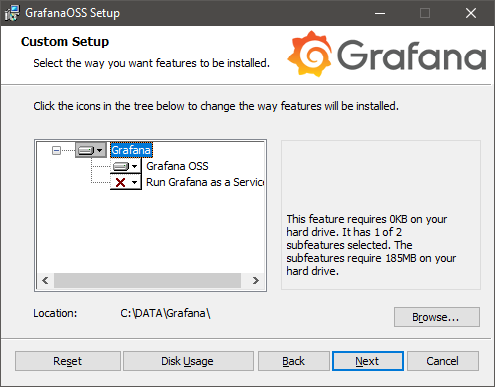 GrafanaOSS Setup
Custom Setup
Select the way you want features to be installed.
Grafana
Click the icons in the tree below to change the way features will be installed.
Grafana
Grafana OSS
Run Grafana as a Service
This feature requires 0KB on your
hard drive. It has 1 of 2
subfeatures selected. The
subfeatures require 185MB on your
hard drive.
Location:
C:\DATA\Grafana\
Browse...
Reset
Disk Usage
Back
Next
Cancel